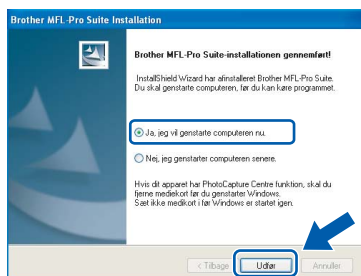 Brother MFL-Pro Suite Installation
Brother MFL-Pro Suite-installationen gennemført!
InstallShield Wizard har afinstalleret Brother MFL-Pro Suite.
Du skal genstarte computeren, før du kan køre programmet.
Ja, jeg vil genstarte computeren nu.
Nej, jeg genstarter computeren senere.
Hvis dit apparet har PhotoCapture Centre funktion, skal du
fjerne mediekort før du genstarter Windows.
Sæt ikke medikort i før Windows er startet igen.
< Tilbage Udfør Annuller